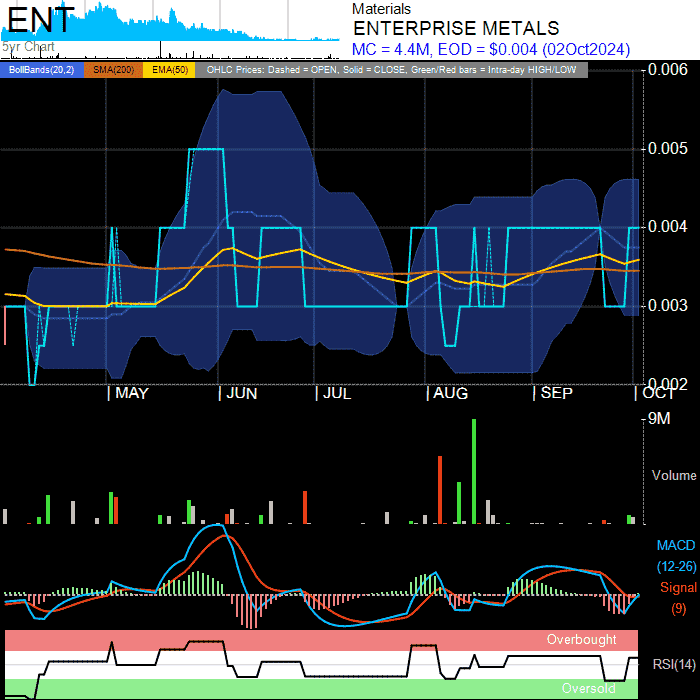 ENT
5yr Chart
Materials
ENTERPRISE METALS
MC = 4.4M, EOD = $0.004 (02Oct2024)
BollBands(20,2) SMA(200) EMA(50) OHLC Prices: Dashed = OPEN, Solid = CLOSE, Green/Red bars = Intra-day HIGH/LOW
0.006
0.005
0.004
0.003
0.002
MAY JUN JUL AUG SEP OCT
9M
Volume
MACD
(12-26)
Signal
(9)
Overbought
RSI(14)
Oversold